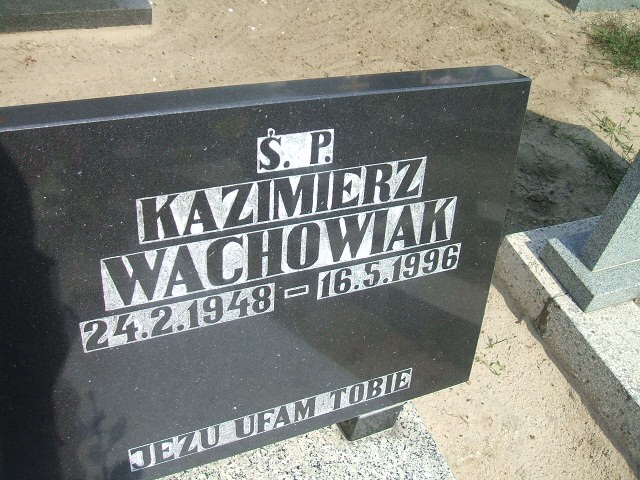 Ś. P.
KAZIMIERZ
WACHOWIAK
24.2.1948 - 16.5.1996
JEZU UFAM TOBIE